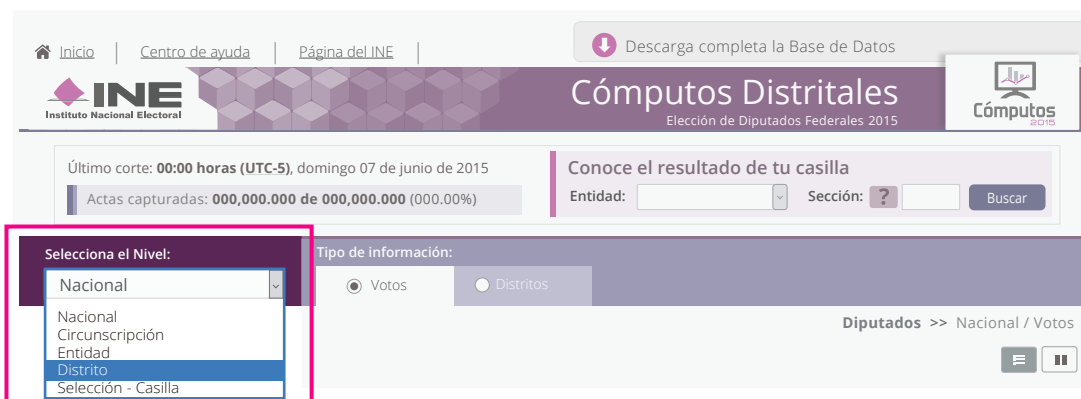 Inicio | Centro de ayuda | Página del INE |
Descarga completa la Base de Datos
INE
Instituto Nacional Electoral
Cómputos Distritales
Elección de Diputados Federales 2015
Cómputos
2015
Último corte: 00:00 horas (UTC-5), domingo 07 de junio de 2015
Actas capturadas: 000,000.000 de 000,000.000 (000.00%)
Conoce el resultado de tu casilla
Entidad: Sección: ? Buscar
Selecciona el Nivel:
Nacional
Nacional
Circunscripción
Entidad
Distrito
Selección - Casilla
Tipo de información:
Votos Distritos
Diputados >> Nacional / Votos